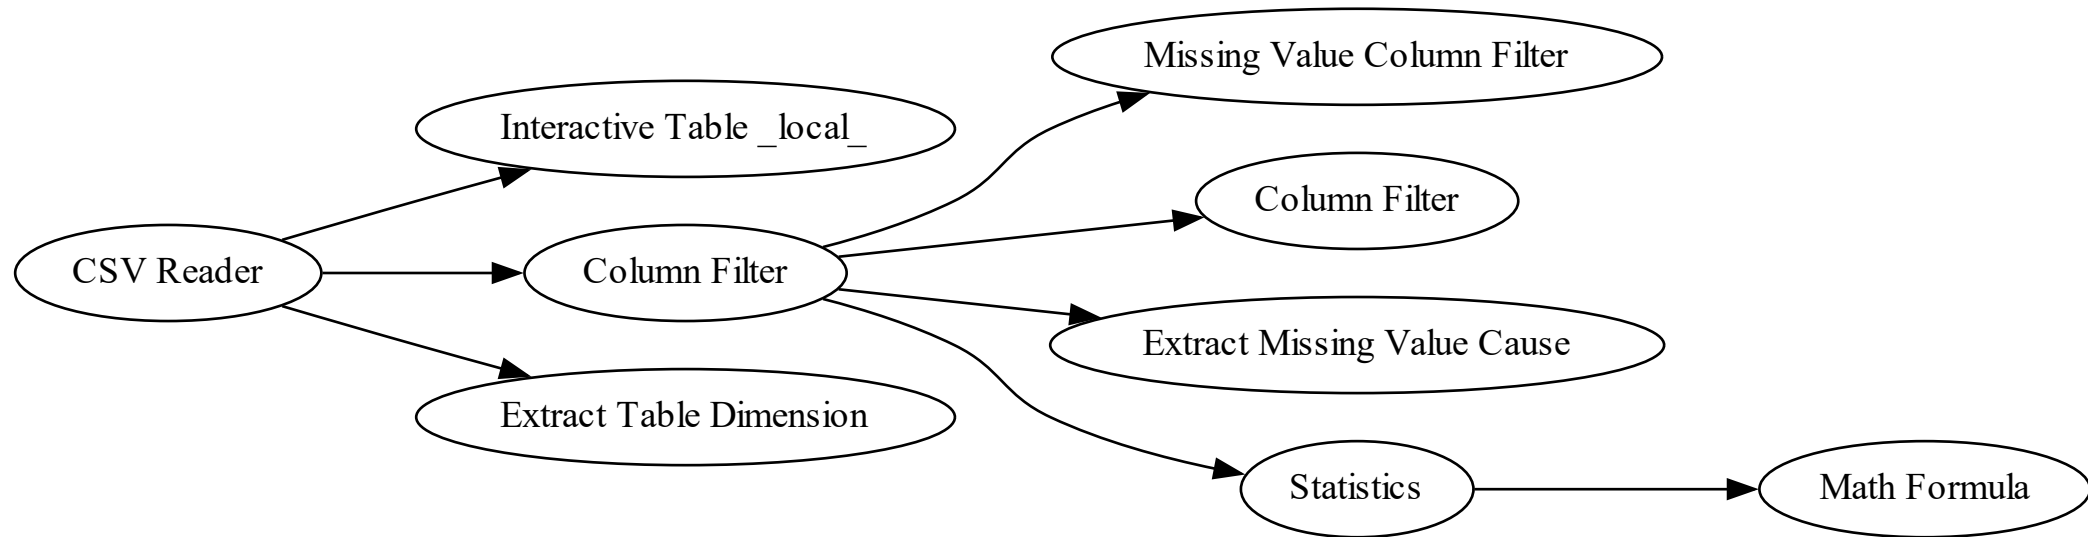 Missing Value Column Filter
Interactive Table _local_
Column Filter
CSV Reader
Column Filter
Extract Missing Value Cause
Extract Table Dimension
Statistics
Math Formula